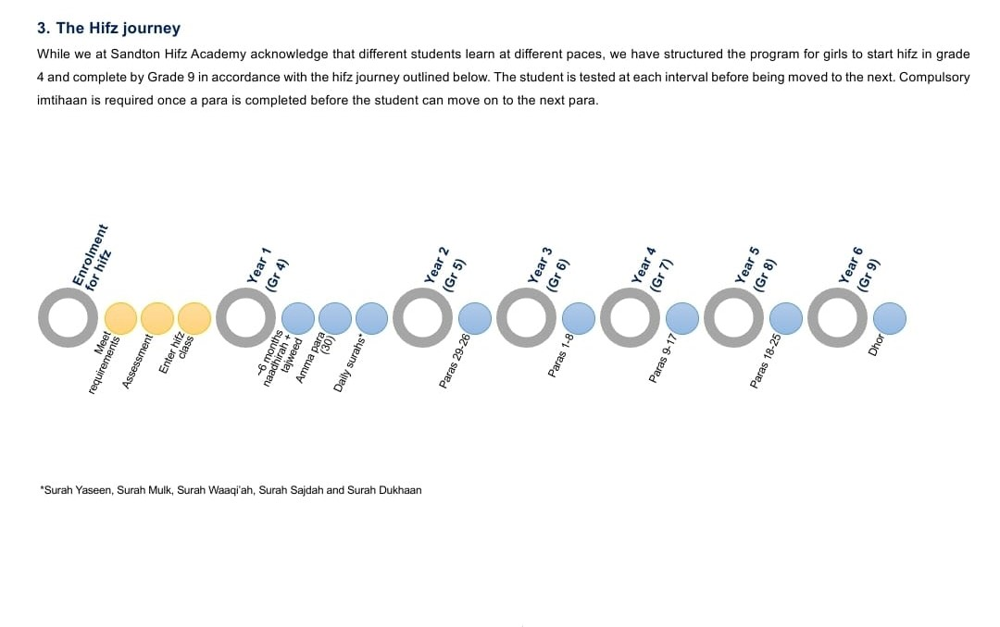 3. The Hifz journey
While we at Sandton Hifz Academy acknowledge that different students learn at different paces, we have structured the program for girls to start hifz in grade
4 and complete by Grade 9 in accordance with the hifz journey outlined below. The student is tested at each interval before being moved to the next. Compulsory
imtihaan is required once a para is completed before the student can move on to the next para.
Enrolment
for hifz
Meet
requirements
Assessment
Enter hifz
class
Year 1
(Gr 4)
~6 months
naadhirah +
tajweed
Amma para
(30)
Daily surahs*
Year 2
(Gr 5)
Paras 29-26
Year 3
(Gr 6)
Paras 1-8
Year 4
(Gr 7)
Paras 9-17
Year 5
(Gr 8)
Paras 18-25
Year 6
(Gr 9)
Dhor
*Surah Yaseen, Surah Mulk, Surah Waaqi'ah, Surah Sajdah and Surah Dukhaan